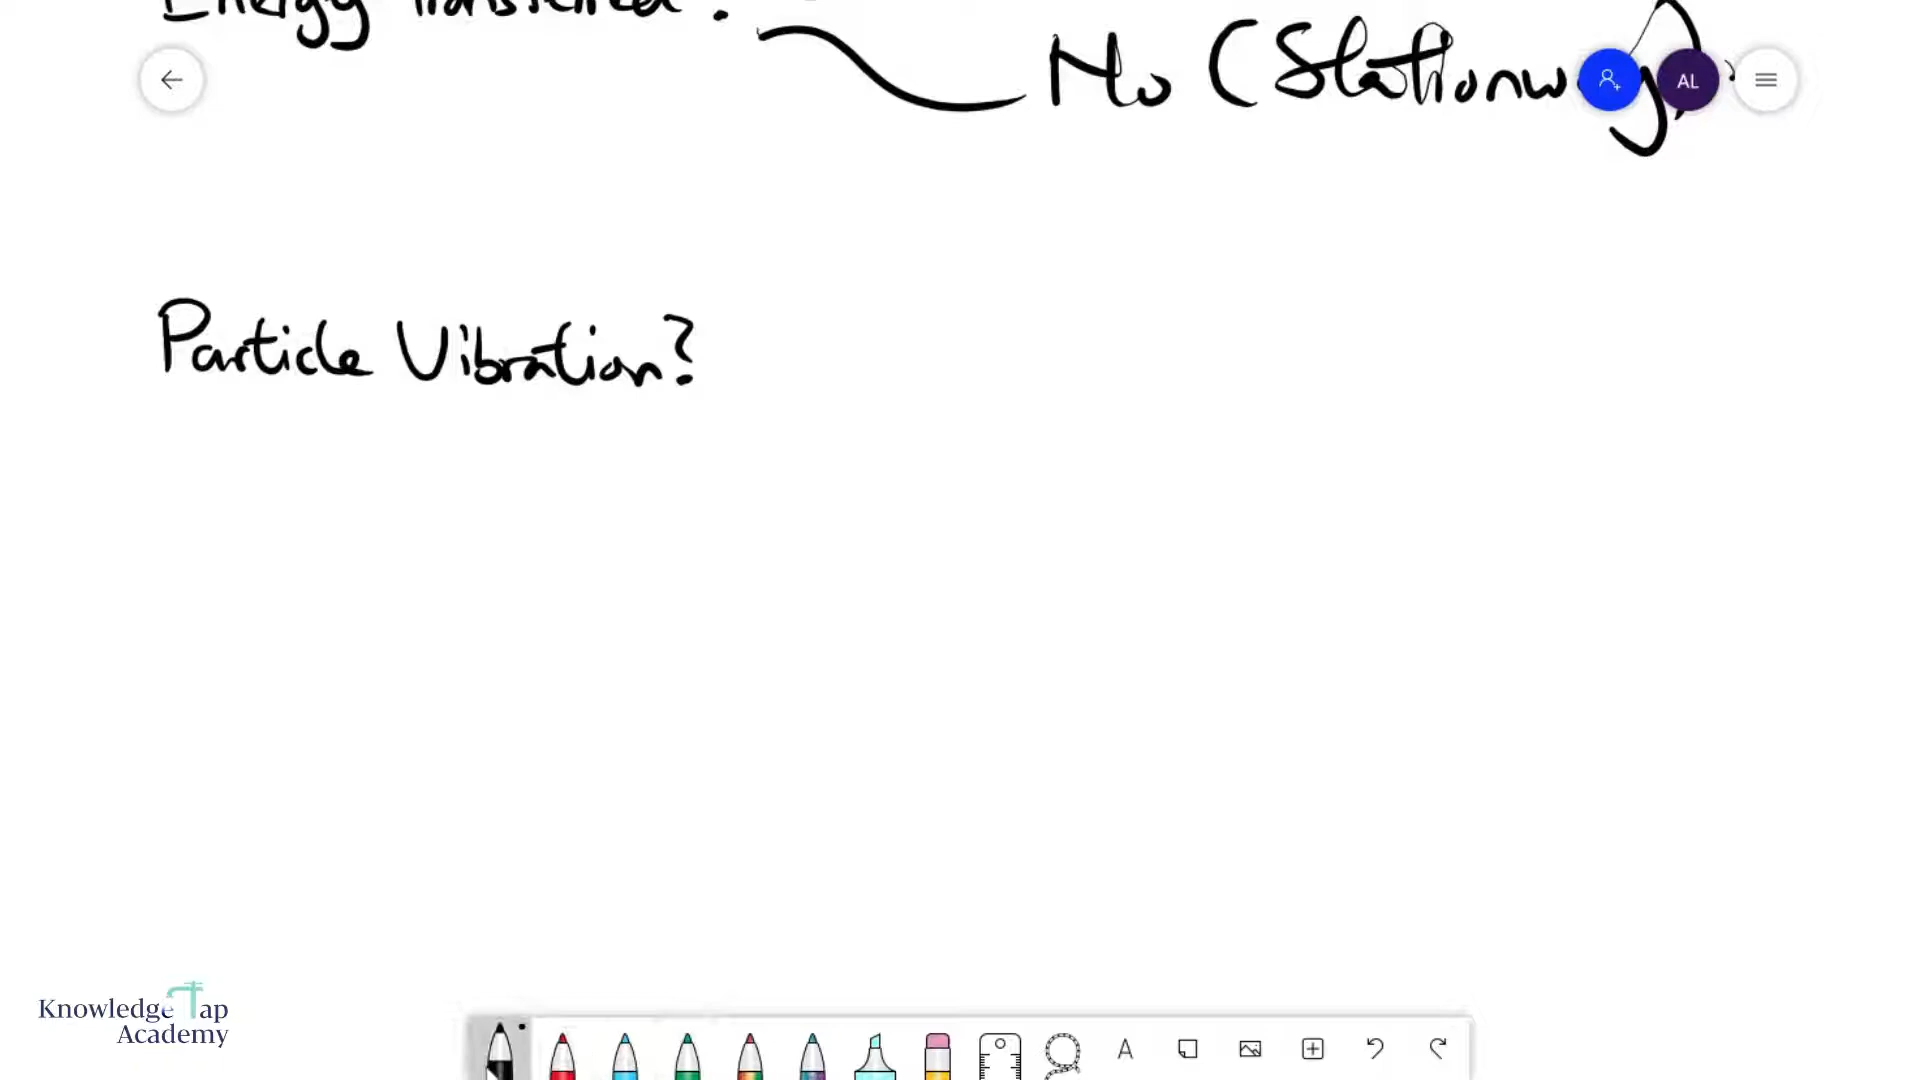 Energy Transferred?
No (Stationary)
AL
Particle Vibration?
Knowledge Tap
Academy
A